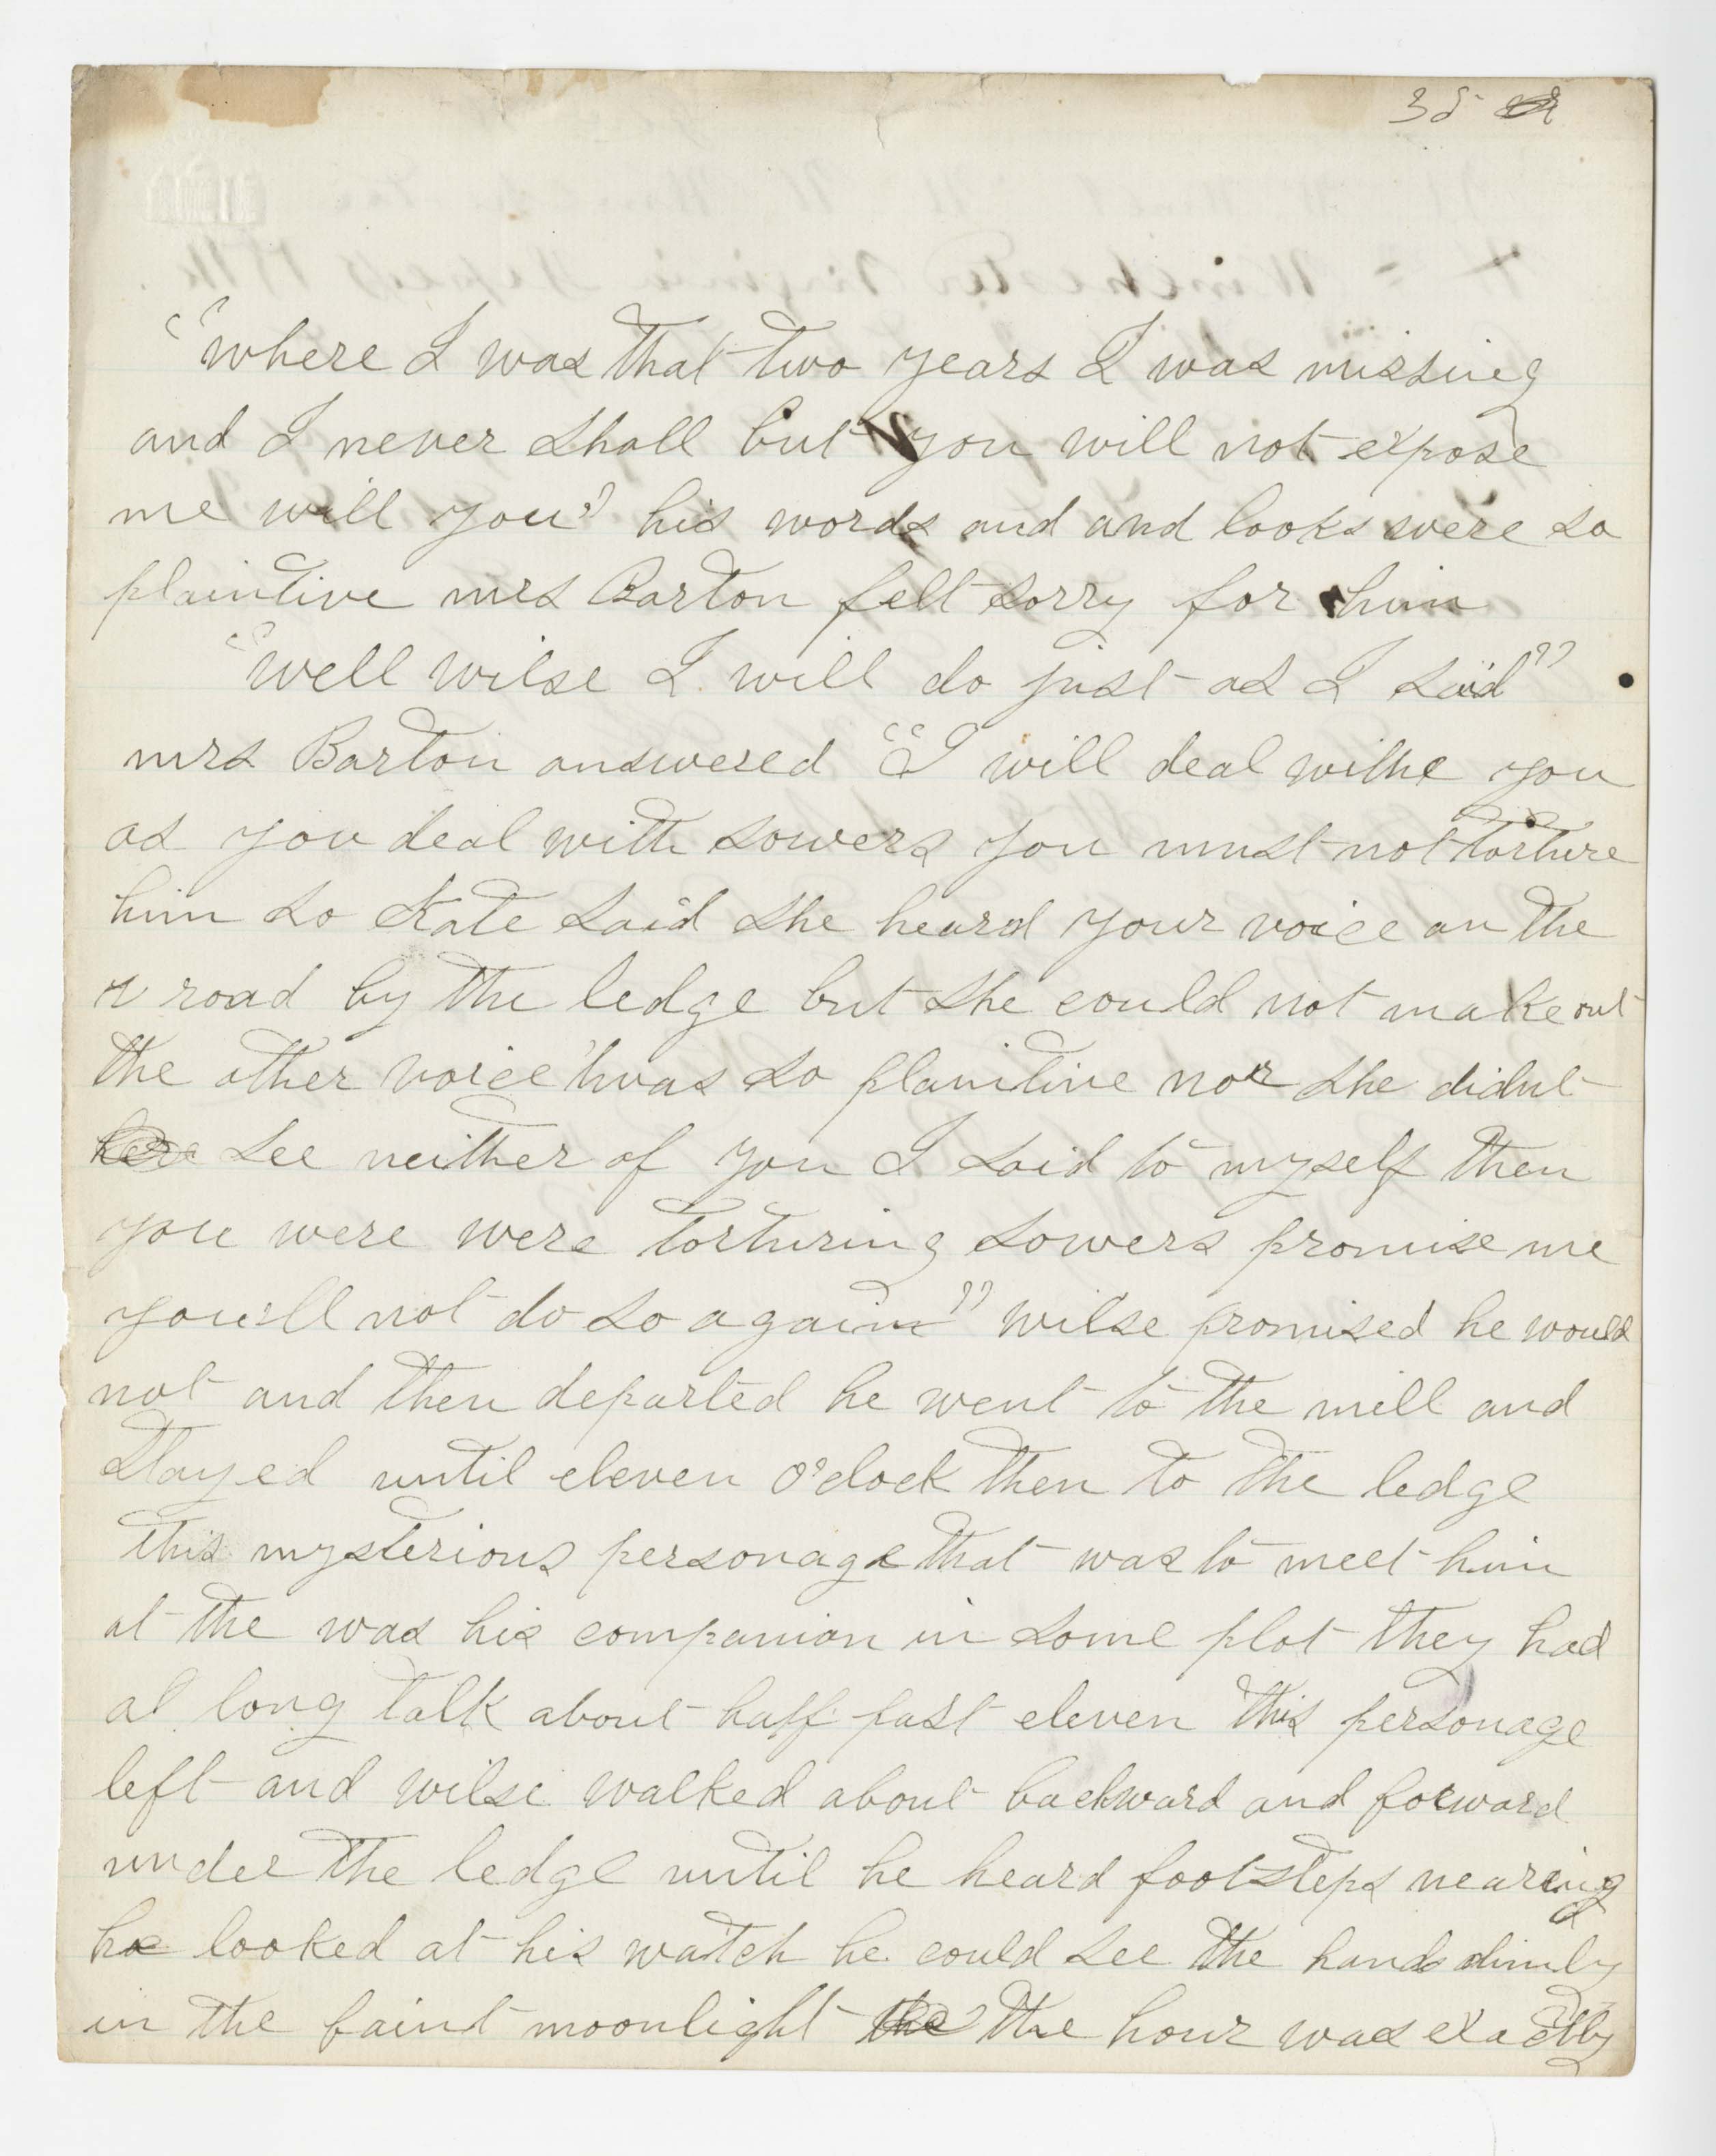 35
"where I was that two years I was missing
and I never shall but you will not expose
me will you" his words and and looks were so
plaintive mrs Barton felt sorry for him
"well wilse I will do just as I said"
mrs Barton answered "I will deal withe you
as you deal with sowers you must not torture
him so Kate said she heard your voice on the
r road by the ledge but she could not make out
the other voice 'twas so plaintive nor she didnt
see neither of you I said to myself then
you were were torturing sowers promise me
you'll not do so again" wilse promised he would
not and then departed he went to the mill and
stayed until eleven o'clock then to the ledge
this mysterious personage that was to meet him
at the was his companion in some plot they had
a long talk about half past eleven this personage
left and wilse walked about backward and forward
under the ledge until he heard footsteps nearing
he looked at his watch he could see the hands dimly
in the faint moonlight the the hour was exactly